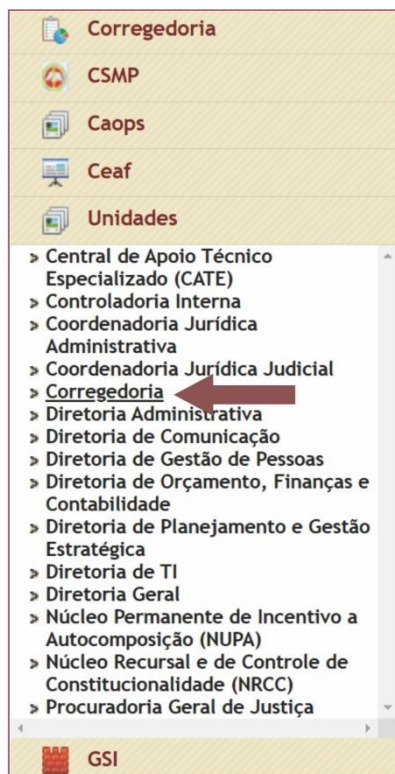 Corregedoria
CSMP
Caops
Ceaf
Unidades
Central de Apoio Técnico
Especializado (CATE)
Controladoria Interna
Coordenadoria Jurídica
Administrativa
Coordenadoria Jurídica Judicial
Corregedoria
Diretoria Administrativa
Diretoria de Comunicação
Diretoria de Gestão de Pessoas
Diretoria de Orçamento, Finanças e
Contabilidade
Diretoria de Planejamento e Gestão
Estratégica
Diretoria de TI
Diretoria Geral
Núcleo Permanente de Incentivo a
Autocomposição (NUPA)
Núcleo Recursal e de Controle de
Constitucionalidade (NRCC)
Procuradoria Geral de Justiça
GSI